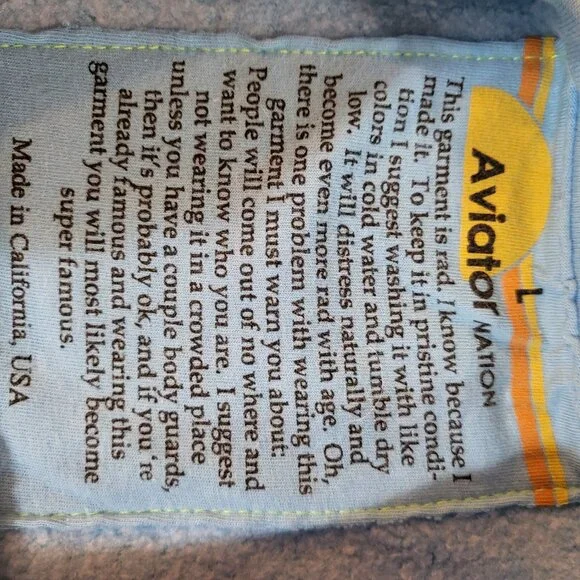 L
Aviator NATION
This garment is rad, I know because I
made it. To keep it in pristine condi-
tion I suggest washing it with like
colors in cold water and tumble dry
low. It will distress naturally and
become even more rad with age. Oh,
there is one problem with wearing this
garment I must warn you about:
People will come out of no where and
want to know who you are. I suggest
not wearing it in a crowded place
unless you have a couple body guards,
then it's probably ok, and if you're
already famous and wearing this
garment you will most likely become
super famous.
Made in California, USA